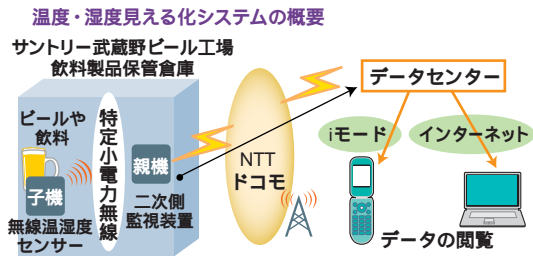 温度・湿度見える化システムの概要
サントリー武蔵野ビール工場
飲料製品保管倉庫
ビールや
飲料
子機
無線温湿度
センサー
特定小電力無線
親機
二次側
監視装置
NTT
ドコモ
データセンター
iモード
インターネット
データの閲覧